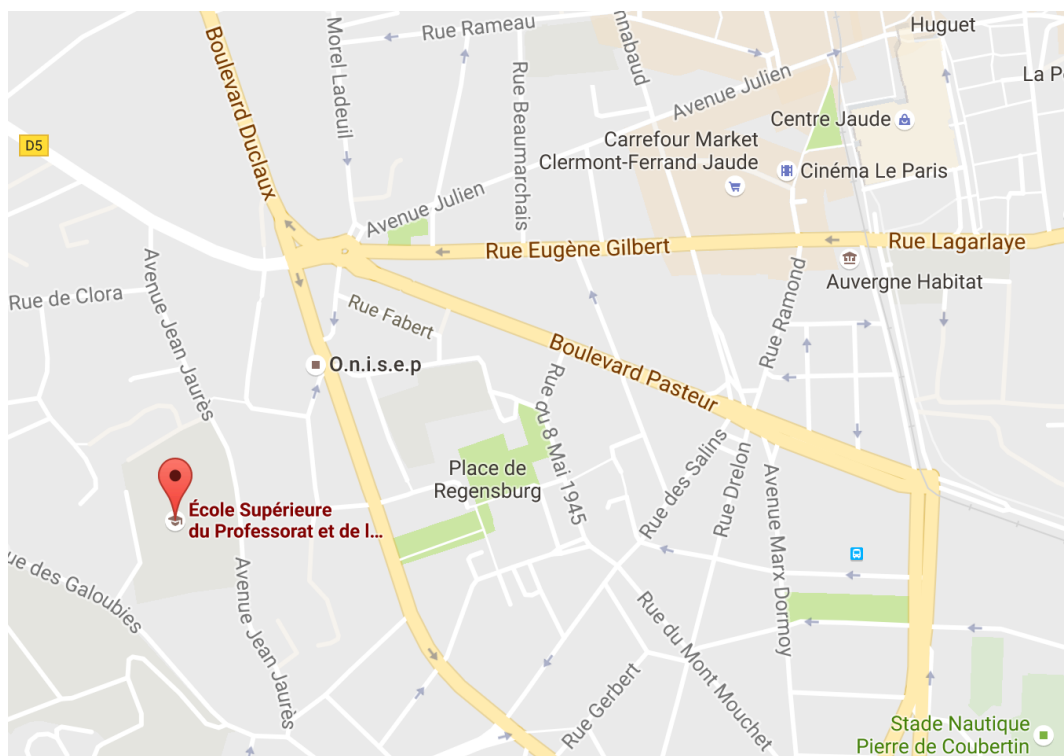 Huguet
Rue Rameau
Morel Ladeuil
nnabaud
Boulevard Duclaux
Rue Beaumarchais
Avenue Julien
La P
Centre Jaude
D5
Carrefour Market
Clermont-Ferrand Jaude
Cinéma Le Paris
Avenue Julien
Rue Eugène Gilbert
Rue Lagarlaye
Auvergne Habitat
Avenue Jean Jaurès
Rue de Clora
Rue Fabert
Rue Ramond
Boulevard Pasteur
O.n.i.s.e.p
Rue du 8 Mai 1945
Place de
Regensburg
Rue des Salins
Rue Drelon
Avenue Marx Dormoy
École Supérieure
du Professorat et de l...
ue des Galoubies
Avenue Jean Jaurès
Rue du Mont Mouchet
Rue Gerbert
Stade Nautique
Pierre de Coubertin